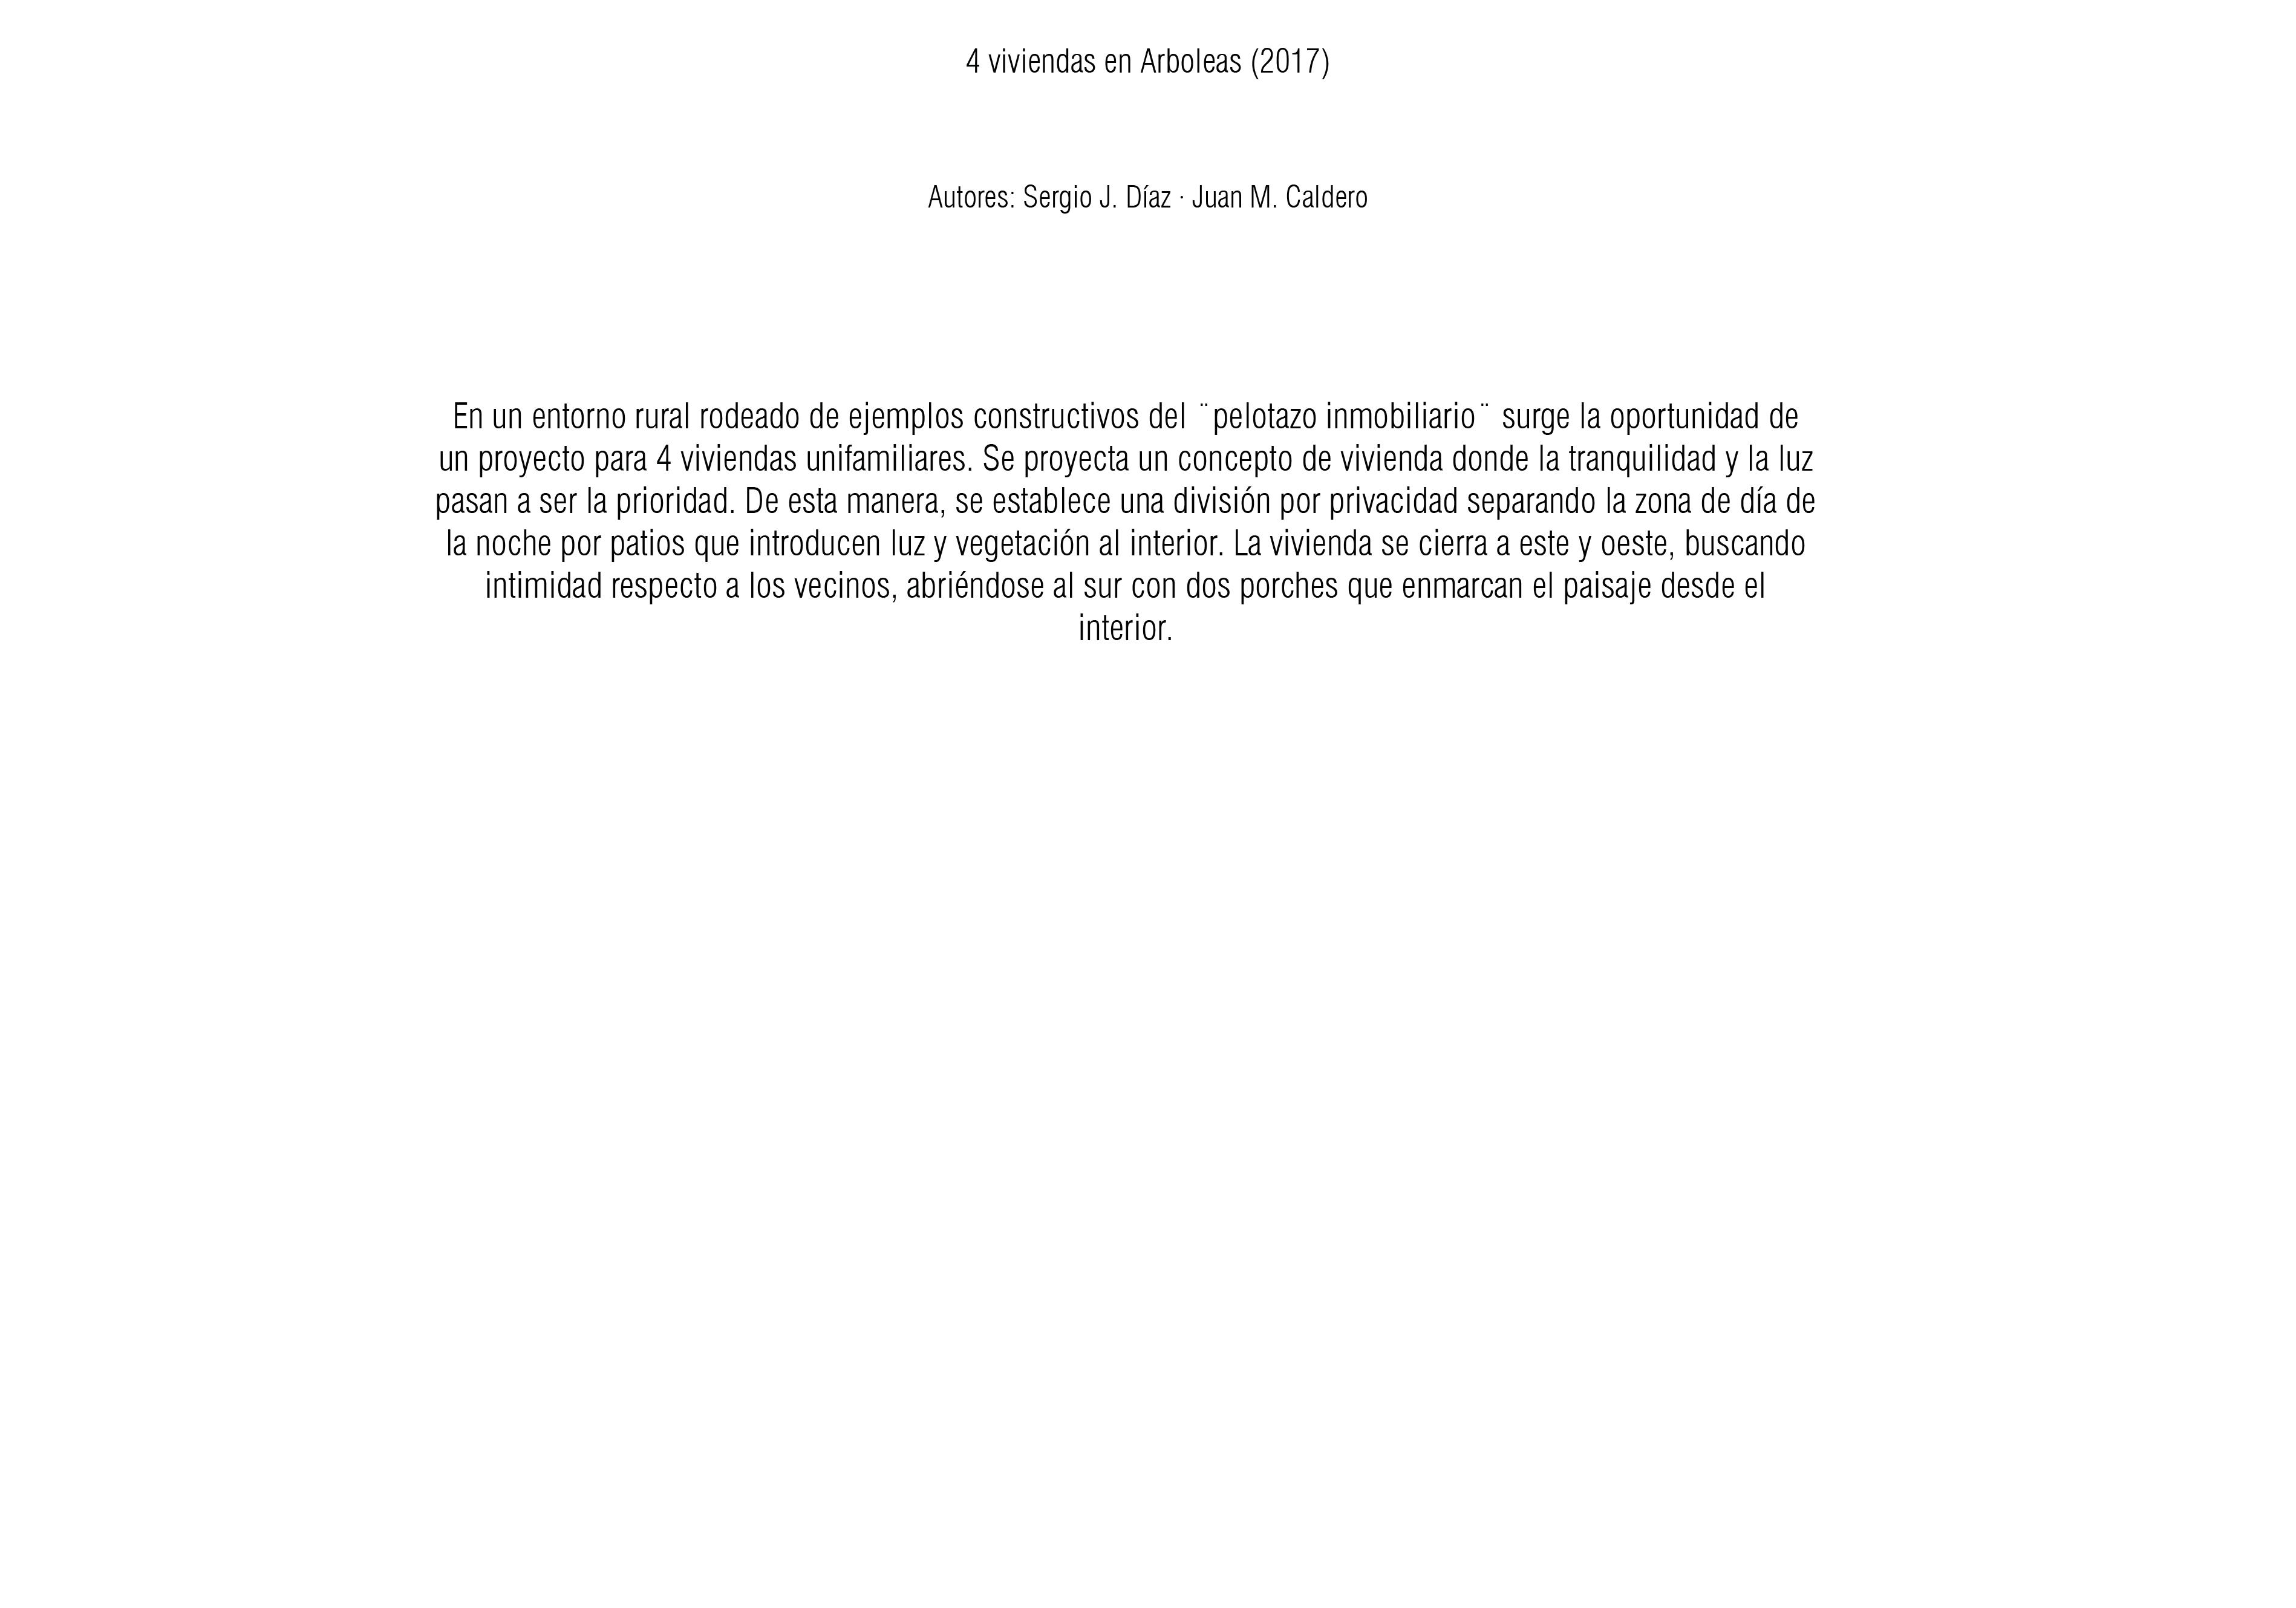 4 viviendas en Arboleas (2017)
Autores: Sergio J. Díaz · Juan M. Caldero
En un entorno rural rodeado de ejemplos constructivos del ¨pelotazo inmobiliario¨ surge la oportunidad de
un proyecto para 4 viviendas unifamiliares. Se proyecta un concepto de vivienda donde la tranquilidad y la luz
pasan a ser la prioridad. De esta manera, se establece una división por privacidad separando la zona de día de
la noche por patios que introducen luz y vegetación al interior. La vivienda se cierra a este y oeste, buscando
intimidad respecto a los vecinos, abriéndose al sur con dos porches que enmarcan el paisaje desde el
interior.